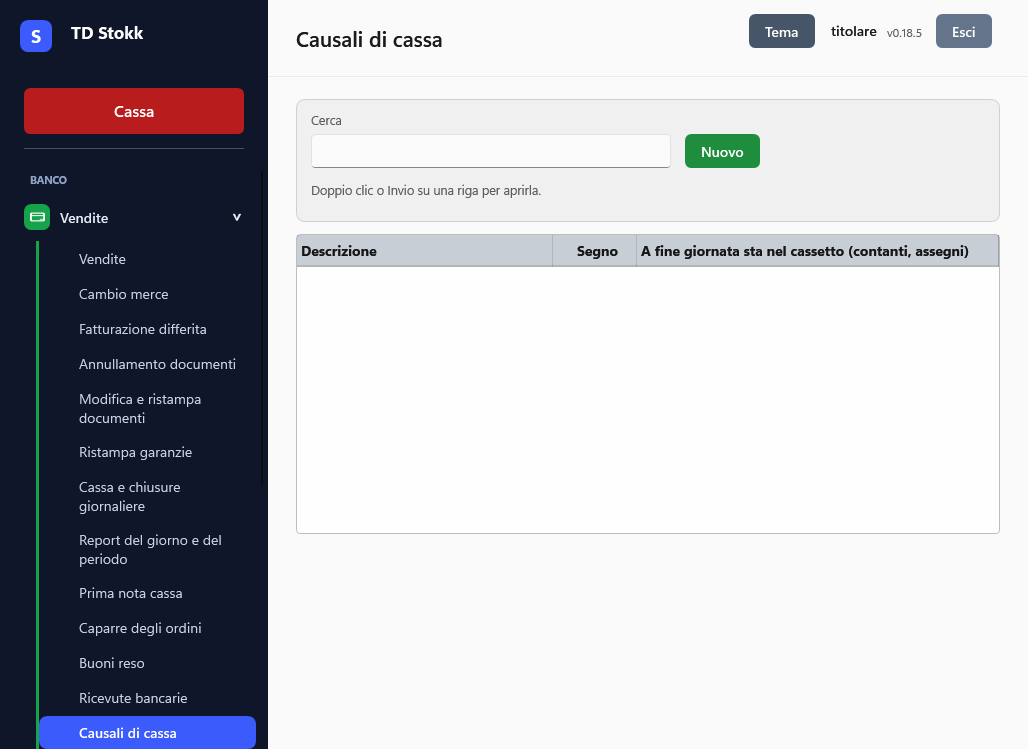 S
TD Stokk
Cassa
BANCO
Vendite
Vendite
Cambio merce
Fatturazione differita
Annullamento documenti
Modifica e ristampa
documenti
Ristampa garanzie
Cassa e chiusure
giornaliere
Report del giorno e del
periodo
Prima nota cassa
Caparre degli ordini
Buoni reso
Ricevute bancarie
Causali di cassa
Causali di cassa
Tema
titolare
v0.18.5
Esci
Cerca
Nuovo
Doppio clic o Invio su una riga per aprirla.
Descrizione
Segno
A fine giornata sta nel cassetto (contanti, assegni)